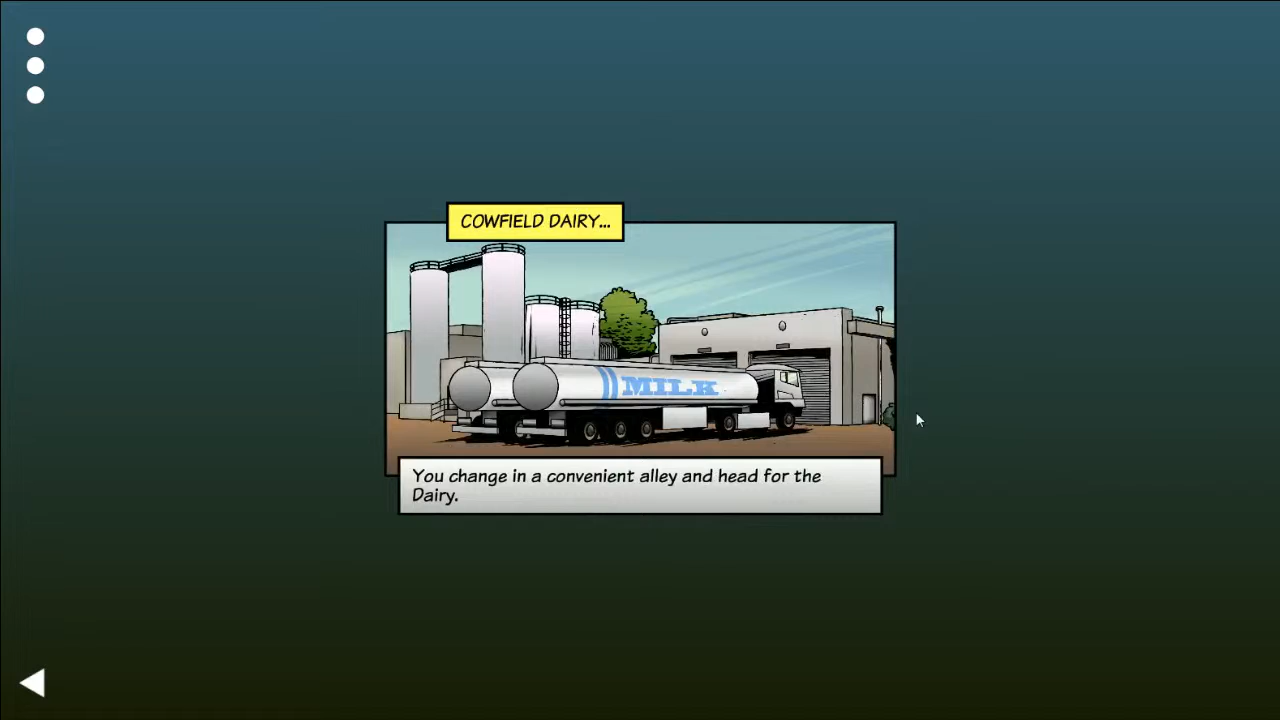 COWFIELD DAIRY...
MILK
You change in a convenient alley and head for the
Dairy.